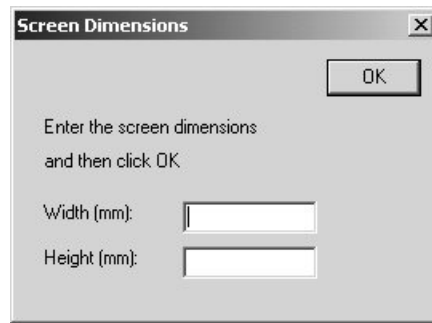 Screen Dimensions
OK
Enter the screen dimensions
and then click OK
Width (mm):
Height (mm):